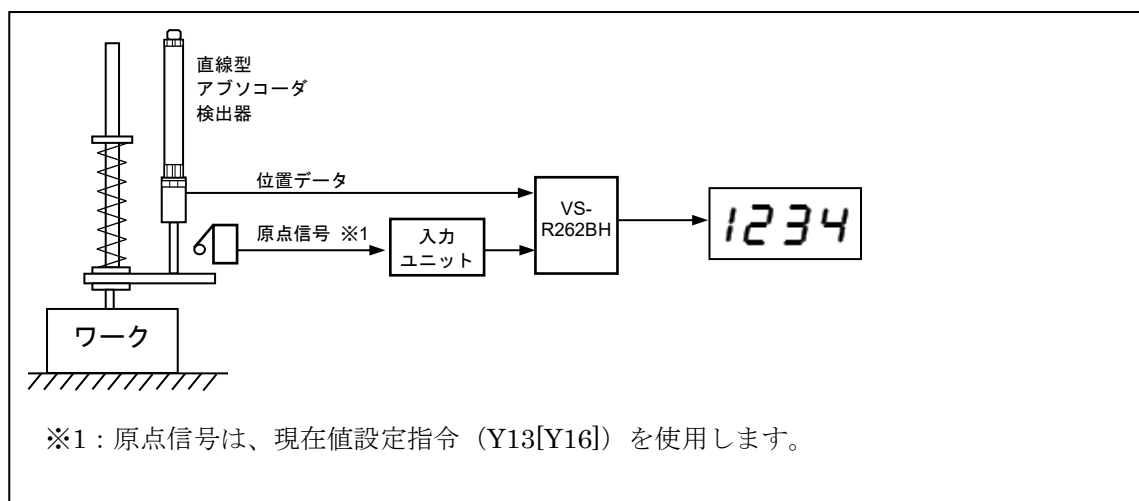 直線型
アブソコーダ
検出器
位置データ
原点信号 ※1
入力
ユニット
VS-
R262BH
1234
ワーク
※1：原点信号は、現在値設定指令（Y13[Y16]）を使用します。